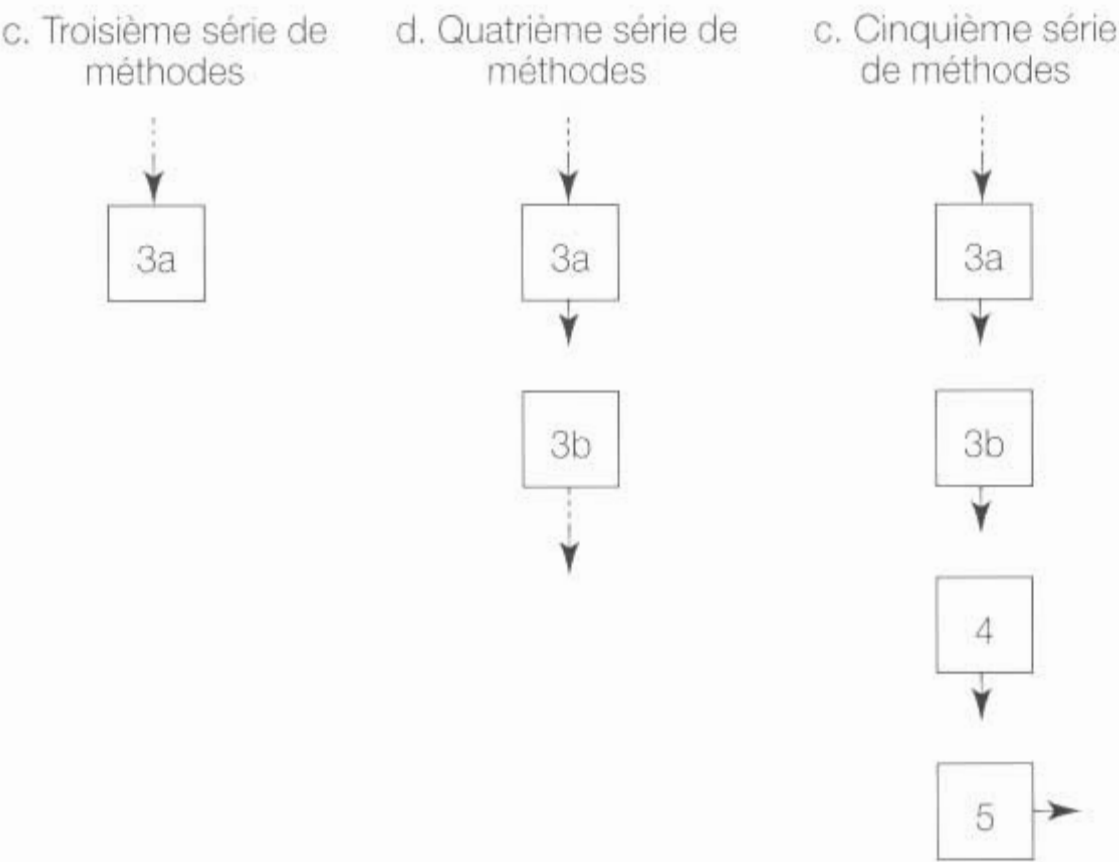 c. Troisième série de
méthodes
d. Quatrième série de
méthodes
c. Cinquième série
de méthodes
3a
3a
3a
3b
3b
4
5